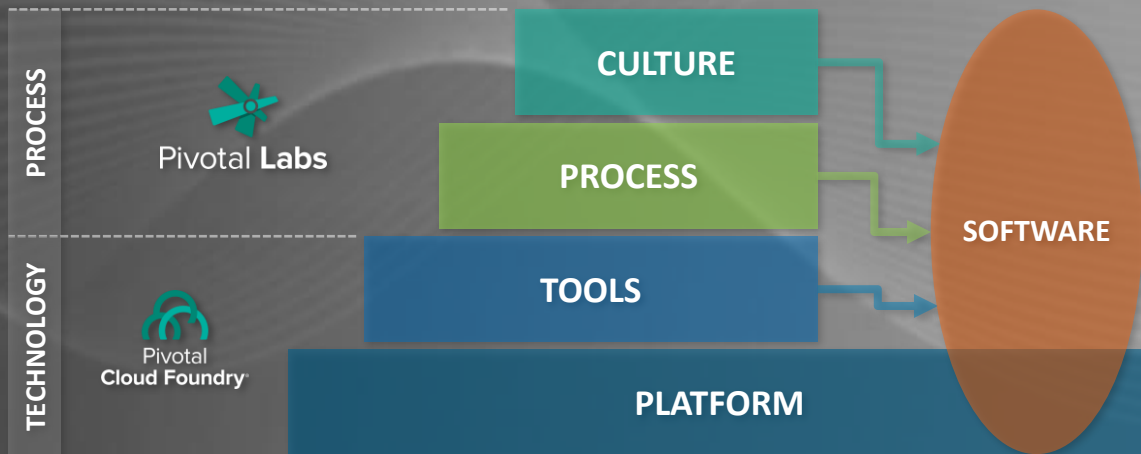 PROCESS
Pivotal Labs
CULTURE
PROCESS
SOFTWARE
TECHNOLOGY
Pivotal
Cloud Foundry
TOOLS
PLATFORM